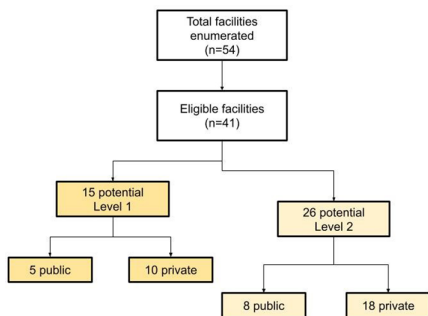 Total facilities
enumerated
(n=54)
Eligible facilities
(n=41)
15 potential
Level 1
26 potential
Level 2
5 public
10 private
8 public
18 private